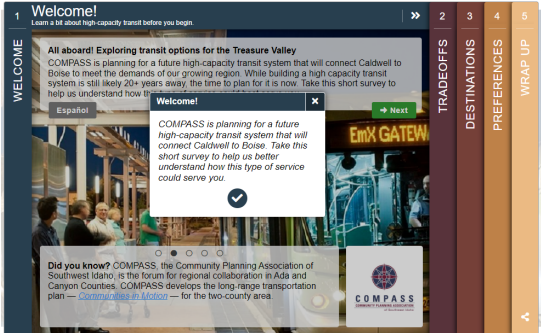 1
Welcome!
Learn a bit about high-capacity transit before you begin.
WELCOME
All aboard! Exploring transit options for the Treasure Valley
COMPASS is planning for a future high-capacity transit system that will connect Caldwell to
Boise to meet the demands of our growing region. While building a high capacity transit
system is still likely 20+ years away, the time to plan for it is now. Take this short survey to
help us understand how
Español
Next
Welcome!
COMPASS is planning for a future
high-capacity transit system that will
connect Caldwell to Boise. Take this
short survey to help us better
understand how this type of service
could serve you.
EmX GATEW
Did you know? COMPASS, the Community Planning Association of
Southwest Idaho, is the forum for regional collaboration in Ada and
Canyon Counties. COMPASS develops the long-range transportation
plan — Communities in Motion — for the two-county area.
COMPASS
COMMUNITY PLANNING ASSOCIATION
of Southwest Idaho
2
TRADEOFFS
3
DESTINATIONS
4
PREFERENCES
5
WRAP UP